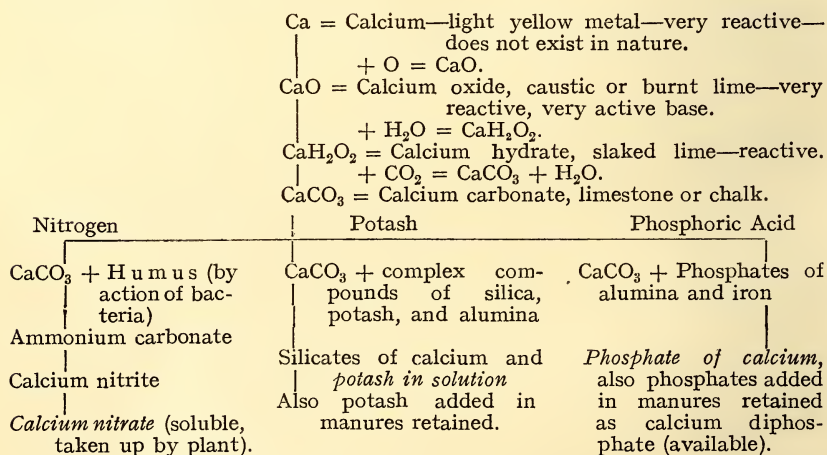 Ca = Calcium—light yellow metal—very reactive—
does not exist in nature.
+ O = CaO.
CaO = Calcium oxide, caustic or burnt lime—very
reactive, very active base.
+ H₂O = CaH₂O₂.
CaH₂O₂ = Calcium hydrate, slaked lime—reactive.
+ CO₂ = CaCO₃ + H₂O.
CaCO₃ = Calcium carbonate, limestone or chalk.
Nitrogen
CaCO₃ + Humus (by
action of bac-
teria)
Ammonium carbonate
Calcium nitrite
Calcium nitrate (soluble,
taken up by plant).
Potash
CaCO₃ + complex com-
pounds of silica,
potash, and alumina
Silicates of calcium and
potash in solution
Also potash added in
manures retained.
Phosphoric Acid
CaCO₃ + Phosphates of
alumina and iron
Phosphate of calcium,
also phosphates added
in manures retained
as calcium diphos-
phate (available).